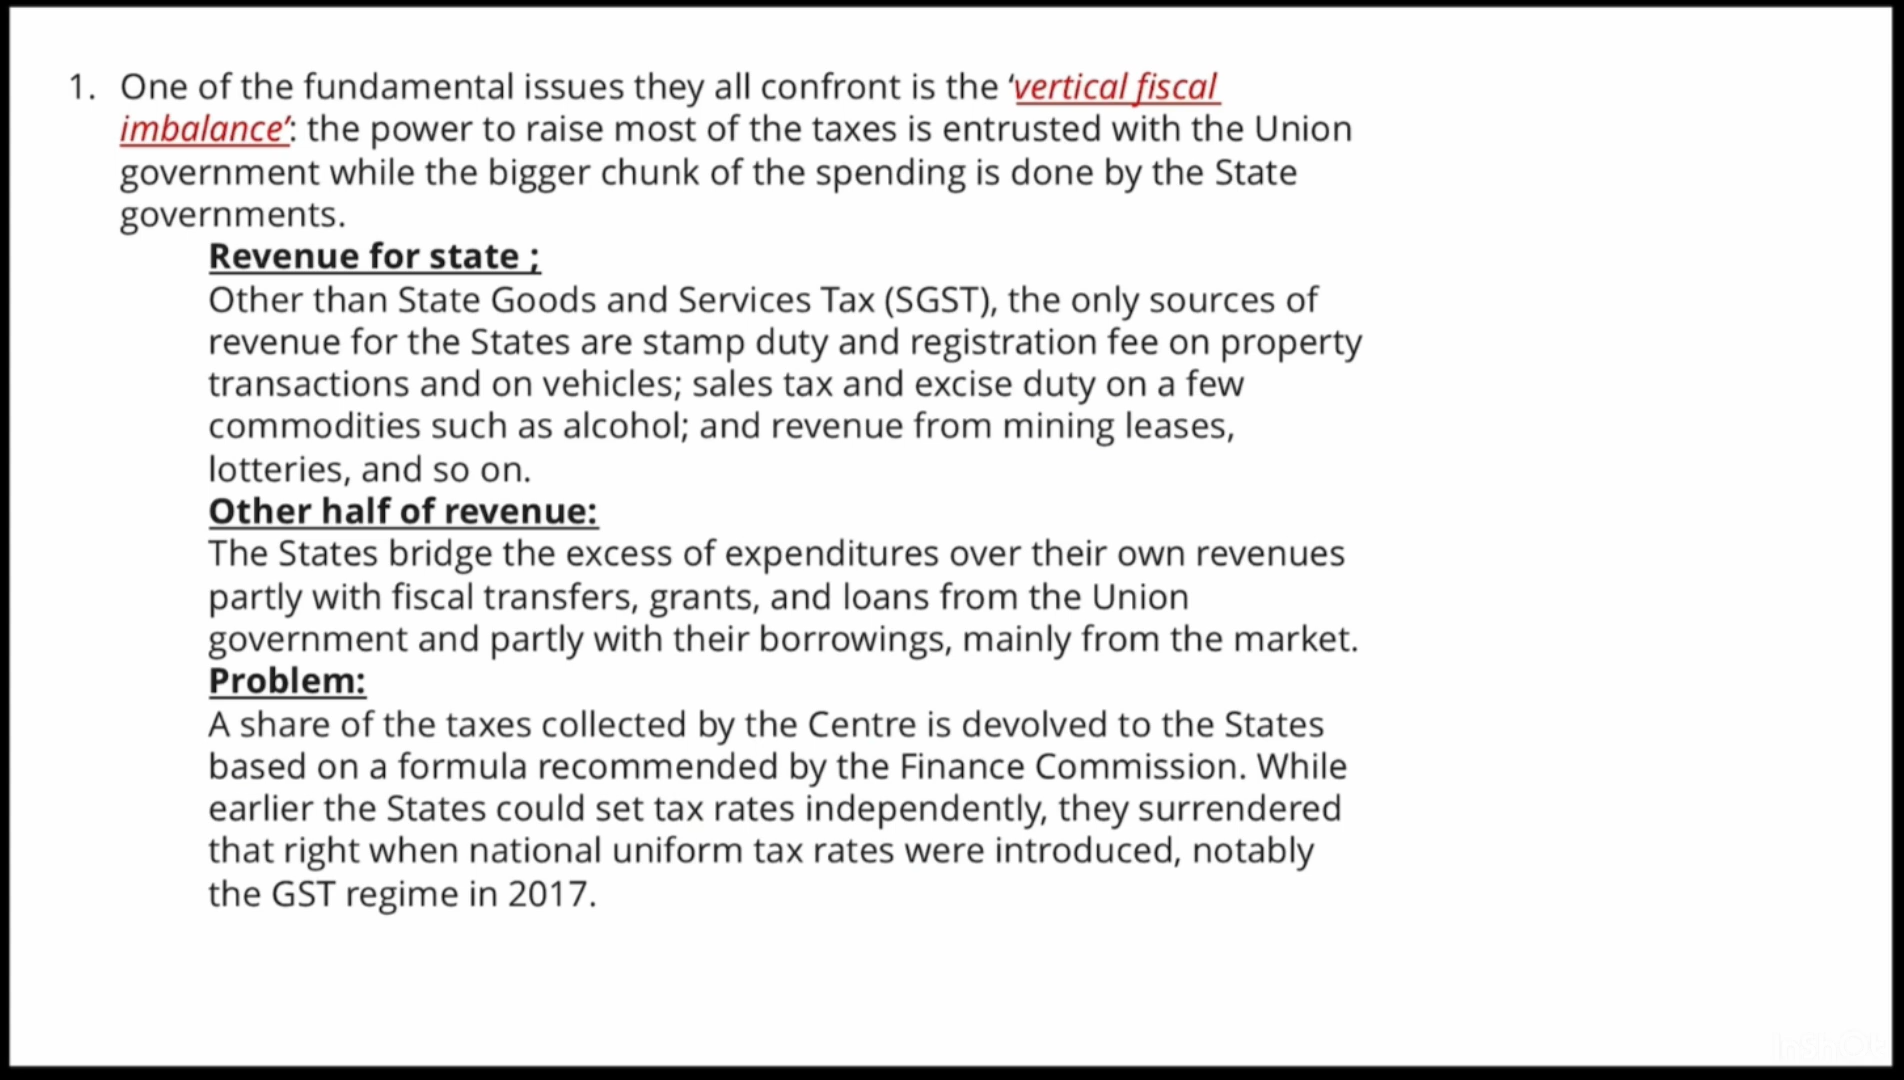 1. One of the fundamental issues they all confront is the ‘vertical fiscal
imbalance’: the power to raise most of the taxes is entrusted with the Union
government while the bigger chunk of the spending is done by the State
governments.
Revenue for state ;
Other than State Goods and Services Tax (SGST), the only sources of
revenue for the States are stamp duty and registration fee on property
transactions and on vehicles; sales tax and excise duty on a few
commodities such as alcohol; and revenue from mining leases,
lotteries, and so on.
Other half of revenue:
The States bridge the excess of expenditures over their own revenues
partly with fiscal transfers, grants, and loans from the Union
government and partly with their borrowings, mainly from the market.
Problem:
A share of the taxes collected by the Centre is devolved to the States
based on a formula recommended by the Finance Commission. While
earlier the States could set tax rates independently, they surrendered
that right when national uniform tax rates were introduced, notably
the GST regime in 2017.